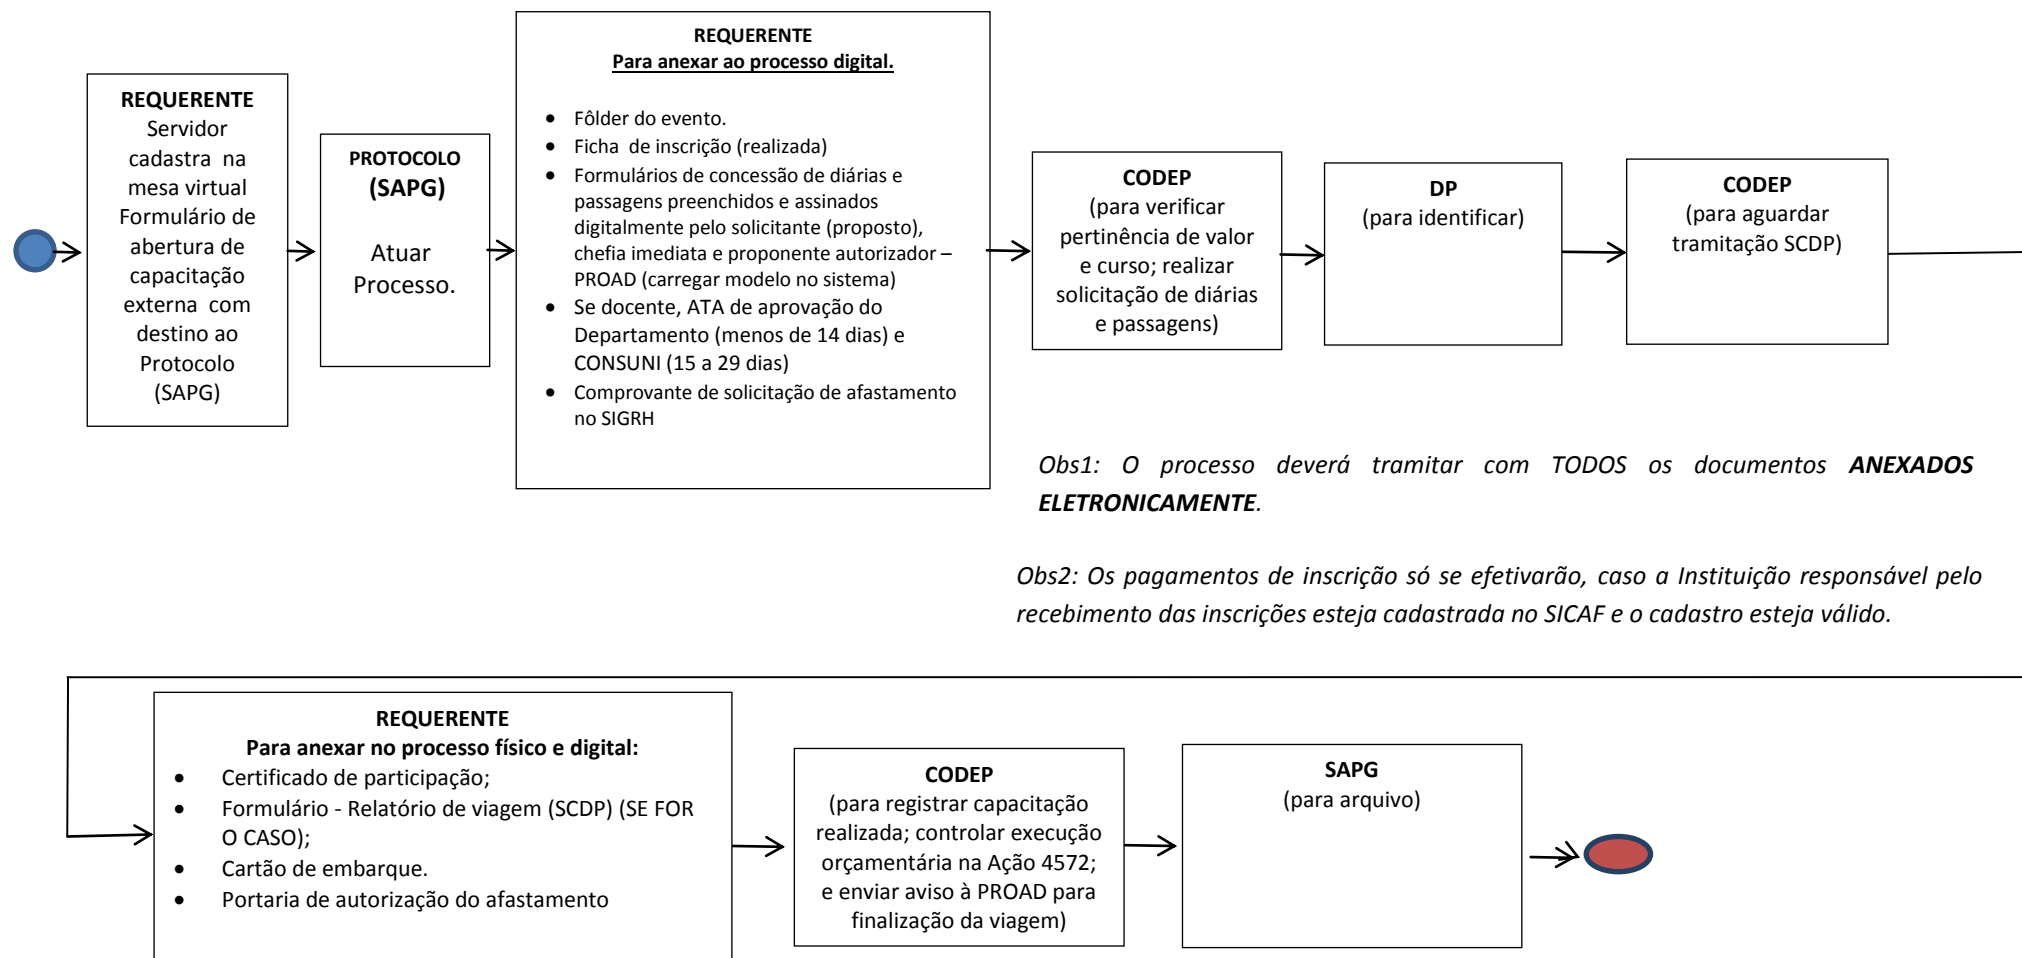 REQUERENTE
Servidor
cadastra na
mesa virtual
Formulário de
abertura de
capacitação
externa com
destino ao
Protocolo
(SAPG)
PROTOCOLO
(SAPG)
Atuar
Processo.
REQUERENTE
Para anexar ao processo digital.
• Fôlder do evento.
• Ficha de inscrição (realizada)
• Formulários de concessão de diárias e
passagens preenchidos e assinados
digitalmente pelo solicitante (proposto),
chefia imediata e proponente autorizador –
PROAD (carregar modelo no sistema)
• Se docente, ATA de aprovação do
Departamento (menos de 14 dias) e
CONSUNI (15 a 29 dias)
• Comprovante de solicitação de afastamento
no SIGRH
CODEP
(para verificar
pertinência de valor
e curso; realizar
solicitação de diárias
e passagens)
DP
(para identificar)
CODEP
(para aguardar
tramitação SCDP)
Obs1: O processo deverá tramitar com TODOS os documentos ANEXADOS
ELETRONICAMENTE.
Obs2: Os pagamentos de inscrição só se efetivarão, caso a Instituição responsável pelo
recebimento das inscrições esteja cadastrada no SICAF e o cadastro esteja válido.
REQUERENTE
Para anexar no processo físico e digital:
• Certificado de participação;
• Formulário - Relatório de viagem (SCDP) (SE FOR
O CASO);
• Cartão de embarque.
• Portaria de autorização do afastamento
CODEP
(para registrar capacitação
realizada; controlar execução
orçamentária na Ação 4572;
e enviar aviso à PROAD para
finalização da viagem)
SAPG
(para arquivo)